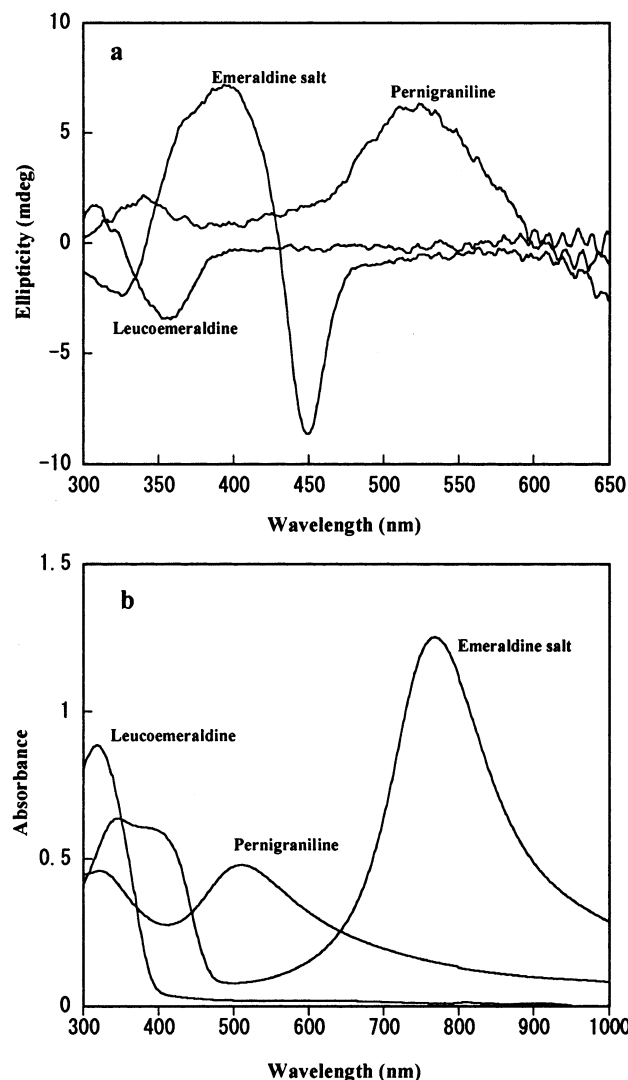 a
Emeraldine salt
Pernigraniline
Leucoemeraldine
Ellipticity (mdeg)
10
5
0
-5
-10
300 350 400 450 500 550 600 650
Wavelength (nm)
b
Emeraldine salt
Leucoemeraldine
Pernigraniline
Absorbance
1.5
1
0.5
0
300 400 500 600 700 800 900 1000
Wavelength (nm)